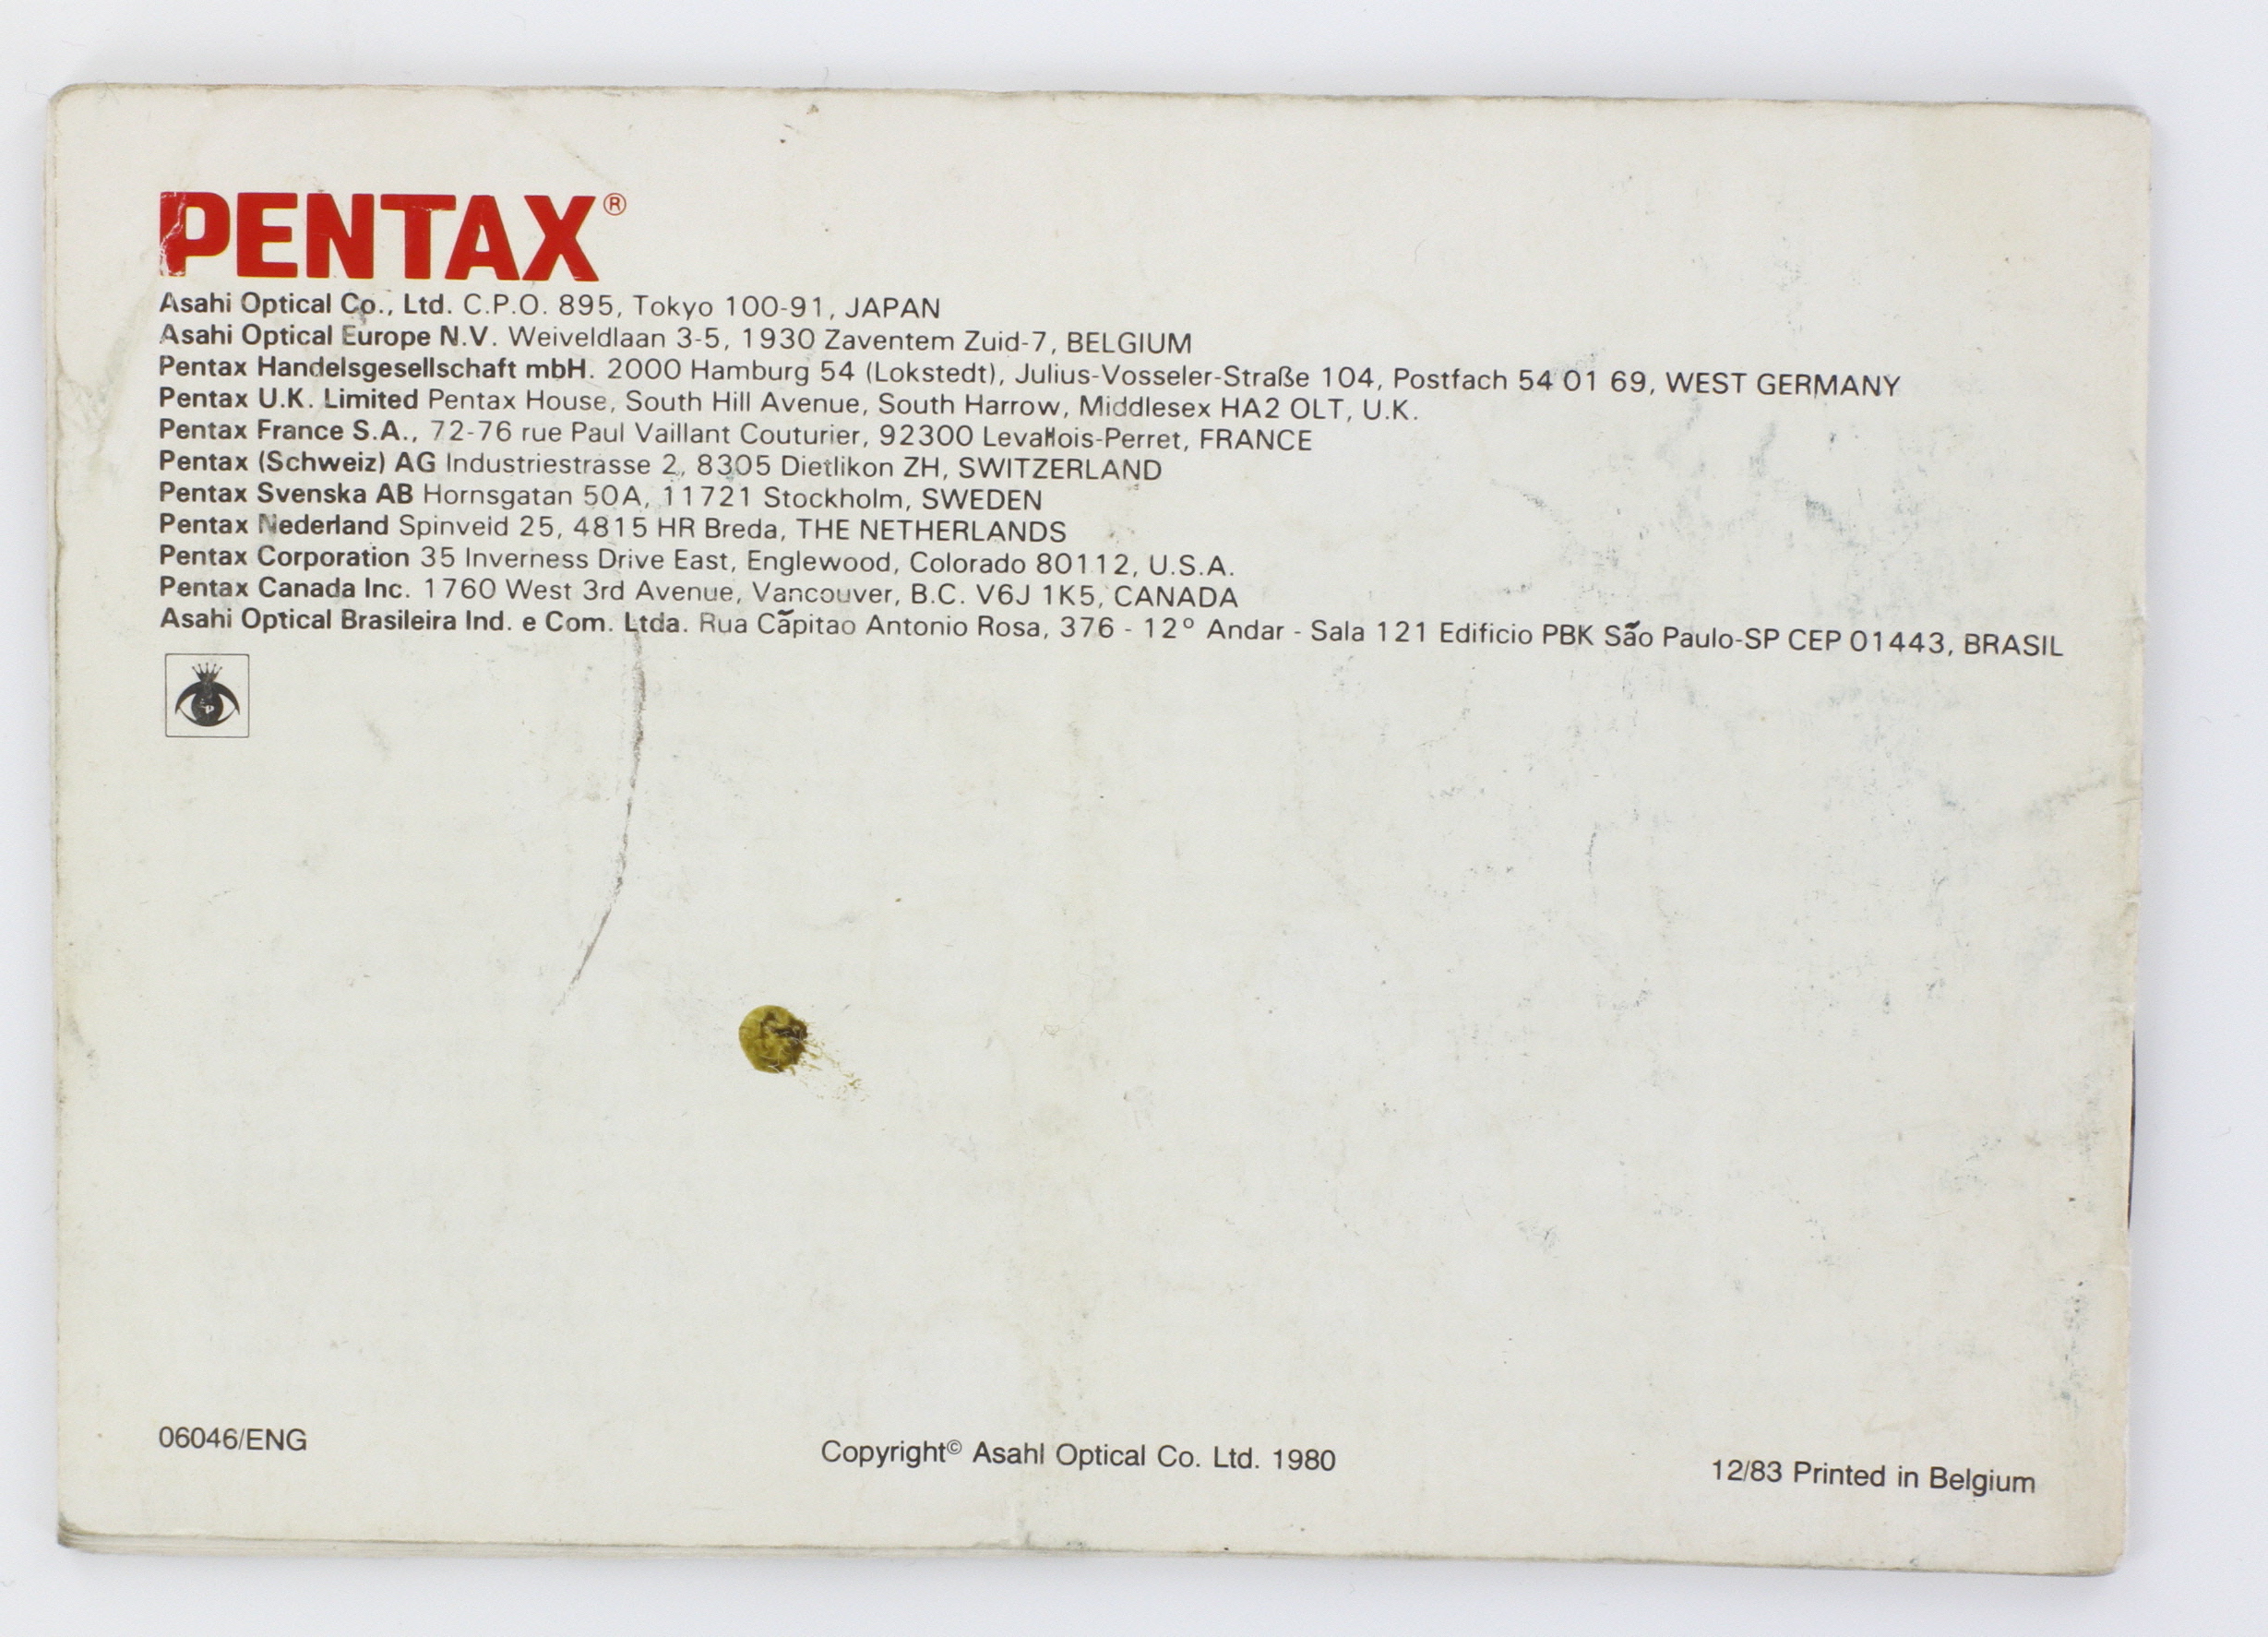 PENTAX®
Asahi Optical Co., Ltd. C.P.O. 895, Tokyo 100-91, JAPAN
Asahi Optical Europe N.V. Weiveldlaan 3-5, 1930 Zaventem Zuid-7, BELGIUM
Pentax Handelsgesellschaft mbH. 2000 Hamburg 54 (Lokstedt), Julius-Vosseler-Straße 104, Postfach 54 01 69, WEST GERMANY
Pentax U.K. Limited Pentax House, South Hill Avenue, South Harrow, Middlesex HA2 OLT, U.K.
Pentax France S.A., 72-76 rue Paul Vaillant Couturier, 92300 Levallois-Perret, FRANCE
Pentax (Schweiz) AG Industriestrasse 2, 8305 Dietlikon ZH, SWITZERLAND
Pentax Svenska AB Hornsgatan 50A, 11721 Stockholm, SWEDEN
Pentax Nederland Spinveld 25, 4815 HR Breda, THE NETHERLANDS
Pentax Corporation 35 Inverness Drive East, Englewood, Colorado 80112, U.S.A.
Pentax Canada Inc. 1760 West 3rd Avenue, Vancouver, B.C. V6J 1K5, CANADA
Asahi Optical Brasileira Ind. e Com. Ltda. Rua Cãpitao Antonio Rosa, 376 - 12º Andar - Sala 121 Edificio PBK São Paulo-SP CEP 01443, BRASIL
06046/ENG
Copyright© Asahl Optical Co. Ltd. 1980
12/83 Printed in Belgium